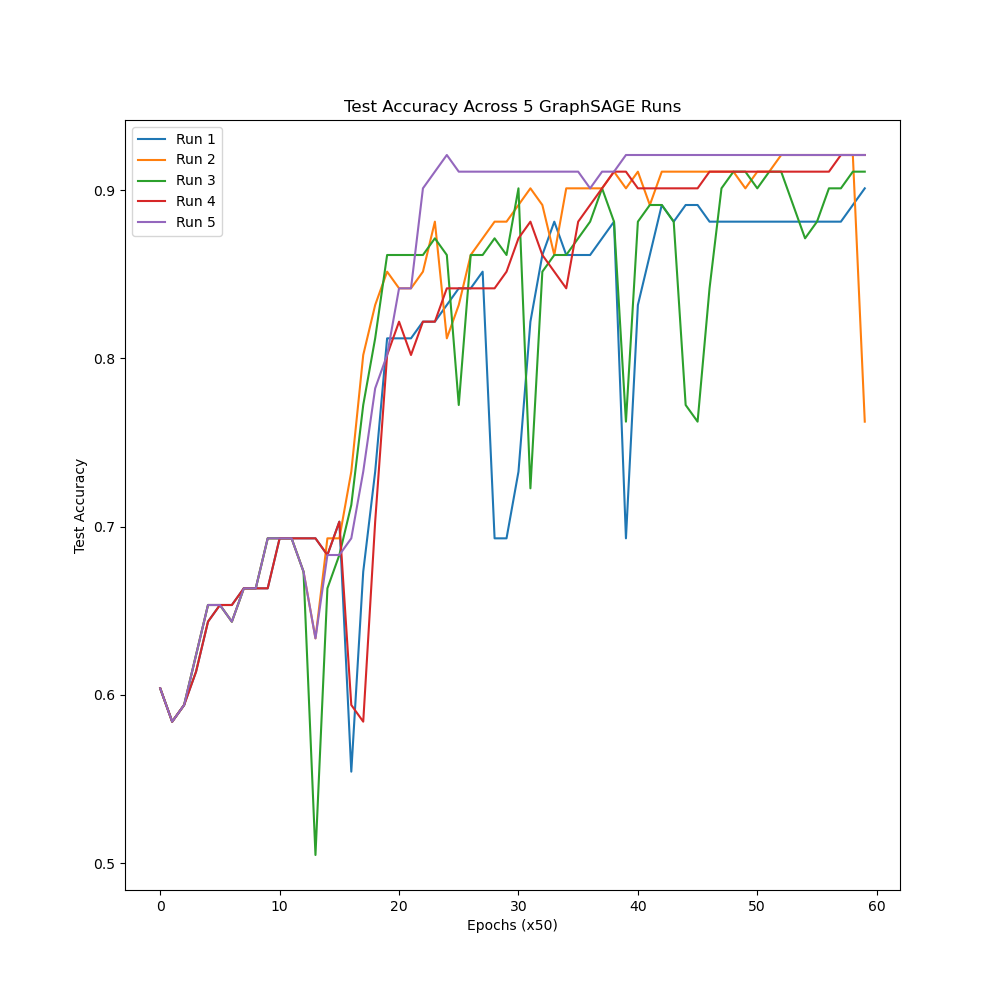 Test Accuracy Across 5 GraphSAGE Runs
Run 1
Run 2
Run 3
Run 4
Run 5
Test Accuracy
0.9
0.8
0.7
0.6
0.5
0 10 20 30 40 50 60
Epochs (x50)